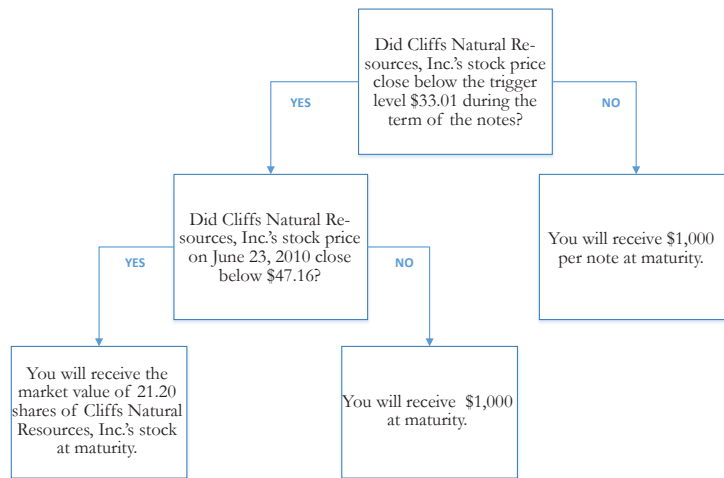 Did Cliffs Natural Re-
sources, Inc.'s stock price
close below the trigger
level $33.01 during the
term of the notes?
YES
NO
Did Cliffs Natural Re-
sources, Inc.'s stock price
on June 23, 2010 close
below $47.16?
You will receive $1,000
per note at maturity.
YES
NO
You will receive the
market value of 21.20
shares of Cliffs Natural
Resources, Inc.'s stock
at maturity.
You will receive $1,000
at maturity.